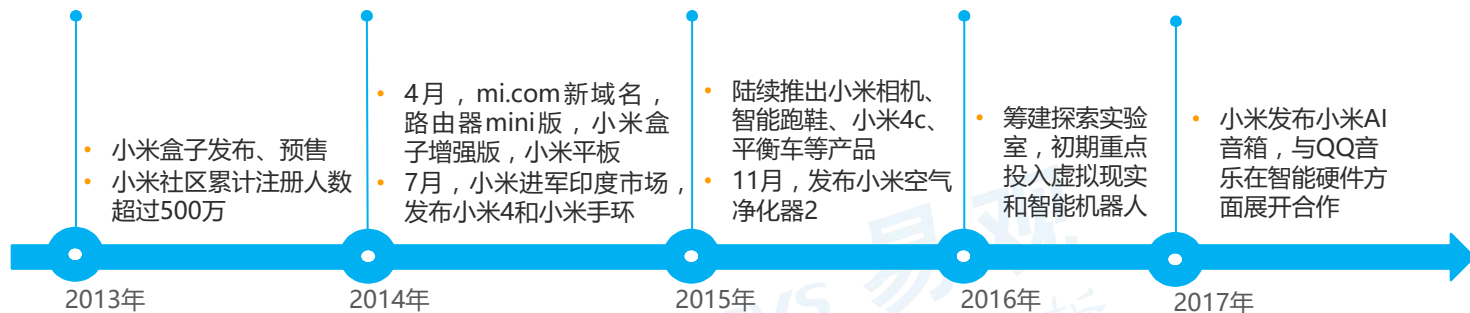 • 小米盒子发布、预售
• 小米社区累计注册人数
超过500万
• 4月，mi.com新域名，
路由器mini版，小米盒
子增强版，小米平板
• 7月，小米进军印度市场，
发布小米4和小米手环
• 陆续推出小米相机、
智能跑鞋、小米4c、
平衡车等产品
• 11月，发布小米空气
净化器2
• 筹建探索实验
室，初期重点
投入虚拟现实
和智能机器人
• 小米发布小米AI
音箱，与QQ音
乐在智能硬件方
面展开合作
2013年
2014年
2015年
2016年
2017年
易观